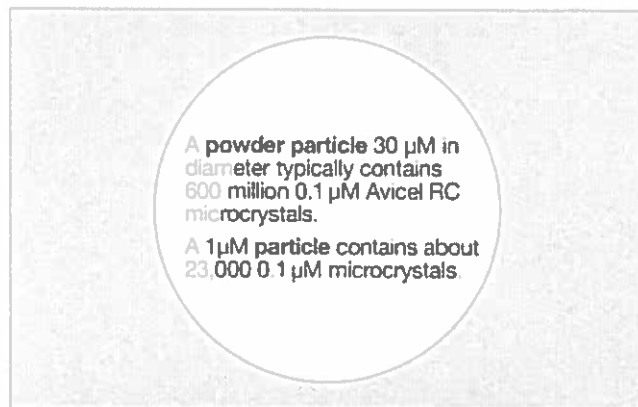 A powder particle 30 µM in
diameter typically contains
600 million 0.1 µM Avicel RC
microcrystals.
A 1µM particle contains about
23,000 0.1 µM microcrystals.